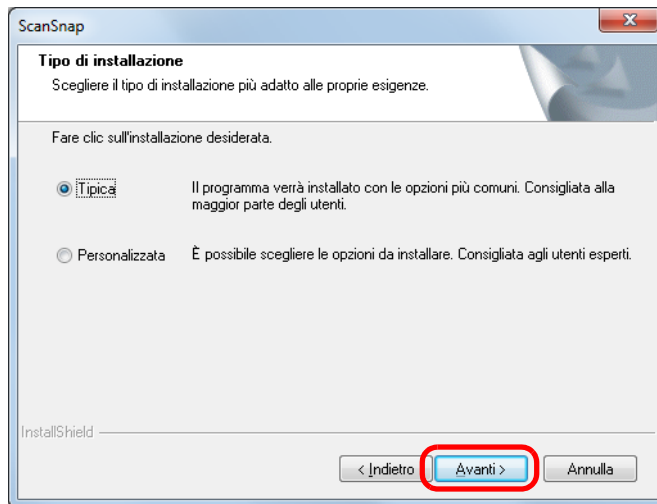 ScanSnap
Tipo di installazione
Scegliere il tipo di installazione più adatto alle proprie esigenze.
Fare clic sull'installazione desiderata.
Tipica
Il programma verrà installato con le opzioni più comuni. Consigliata alla
maggior parte degli utenti.
Personalizzata
È possibile scegliere le opzioni da installare. Consigliata agli utenti esperti.
InstallShield
< Indietro
Avanti >
Annulla